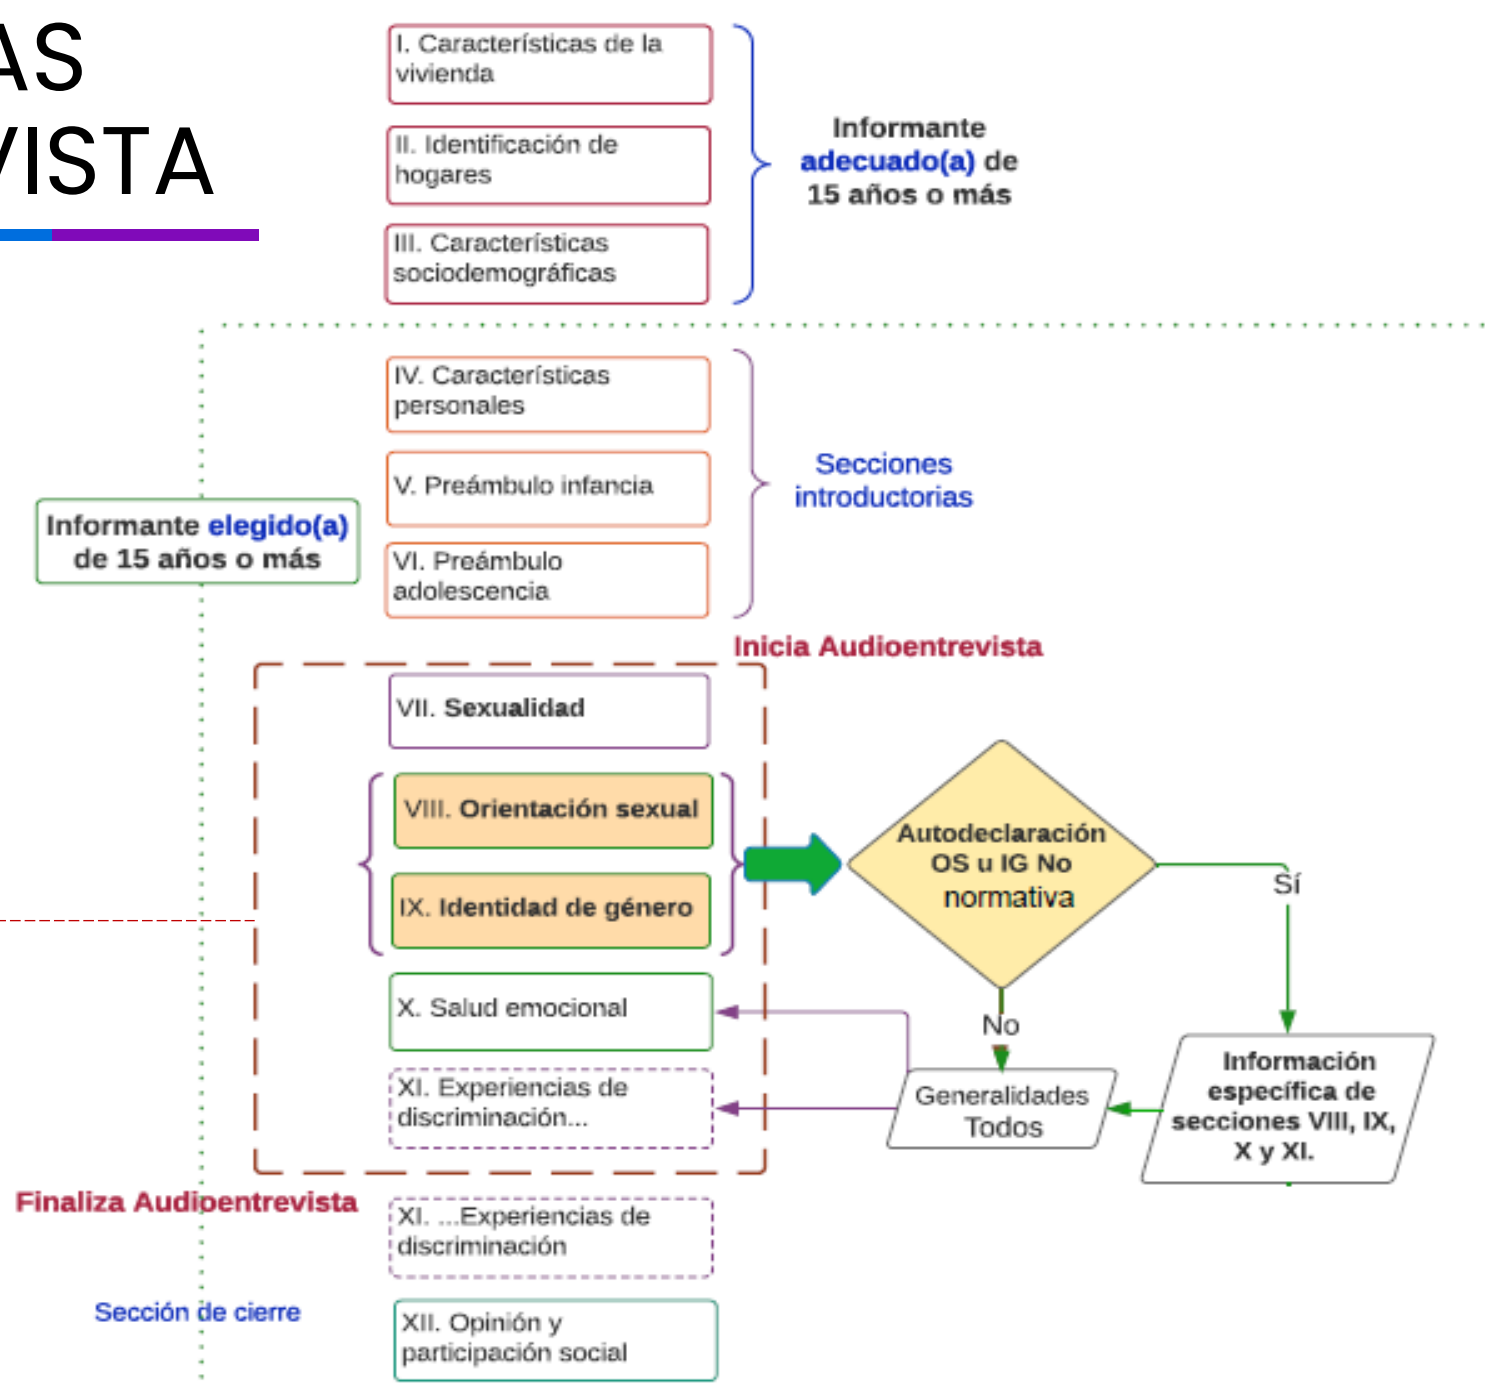 AS
VISTA
I. Características de la
vivienda
II. Identificación de
hogares
III. Características
sociodemográficas
Informante
adecuado(a) de
15 años o más
IV. Características
personales
V. Preámbulo infancia
VI. Preámbulo
adolescencia
Secciones
introductorias
Informante elegido(a)
de 15 años o más
Inicia Audioentrevista
VII. Sexualidad
VIII. Orientación sexual
IX. Identidad de género
X. Salud emocional
XI. Experiencias de
discriminación...
Autodeclaración
OS u IG No
normativa
Sí
No
Generalidades
Todos
Información
específica de
secciones VIII, IX,
X y XI.
Finaliza Audioentrevista
XI. ...Experiencias de
discriminación
Sección de cierre
XII. Opinión y
participación social